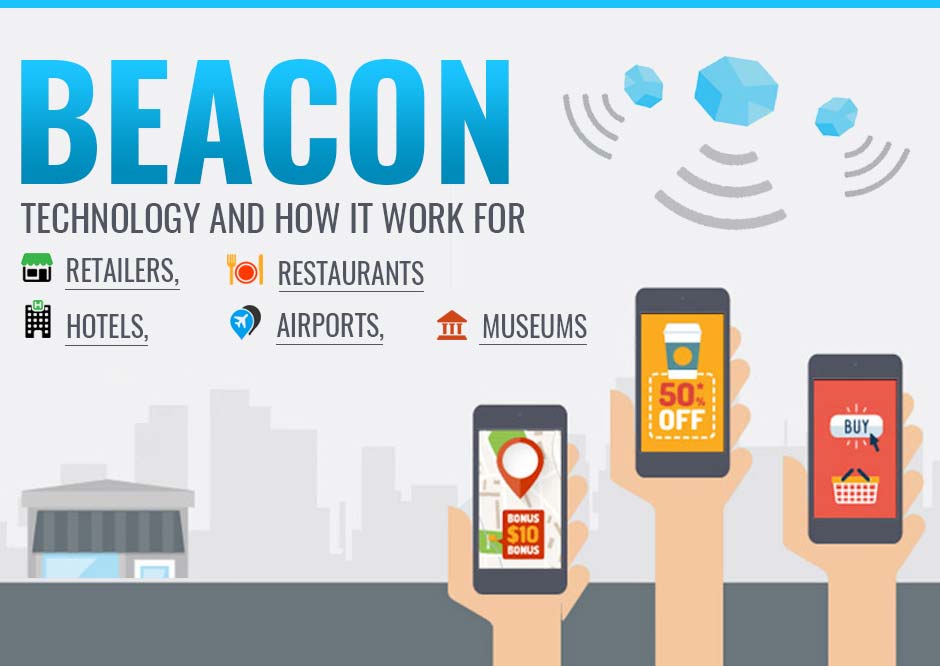 BEACON
TECHNOLOGY AND HOW IT WORK FOR
RETAILERS, RESTAURANTS
H
HOTELS, AIRPORTS, MUSEUMS
50*%
OFF
BUY
BONUS
$10
BONUS